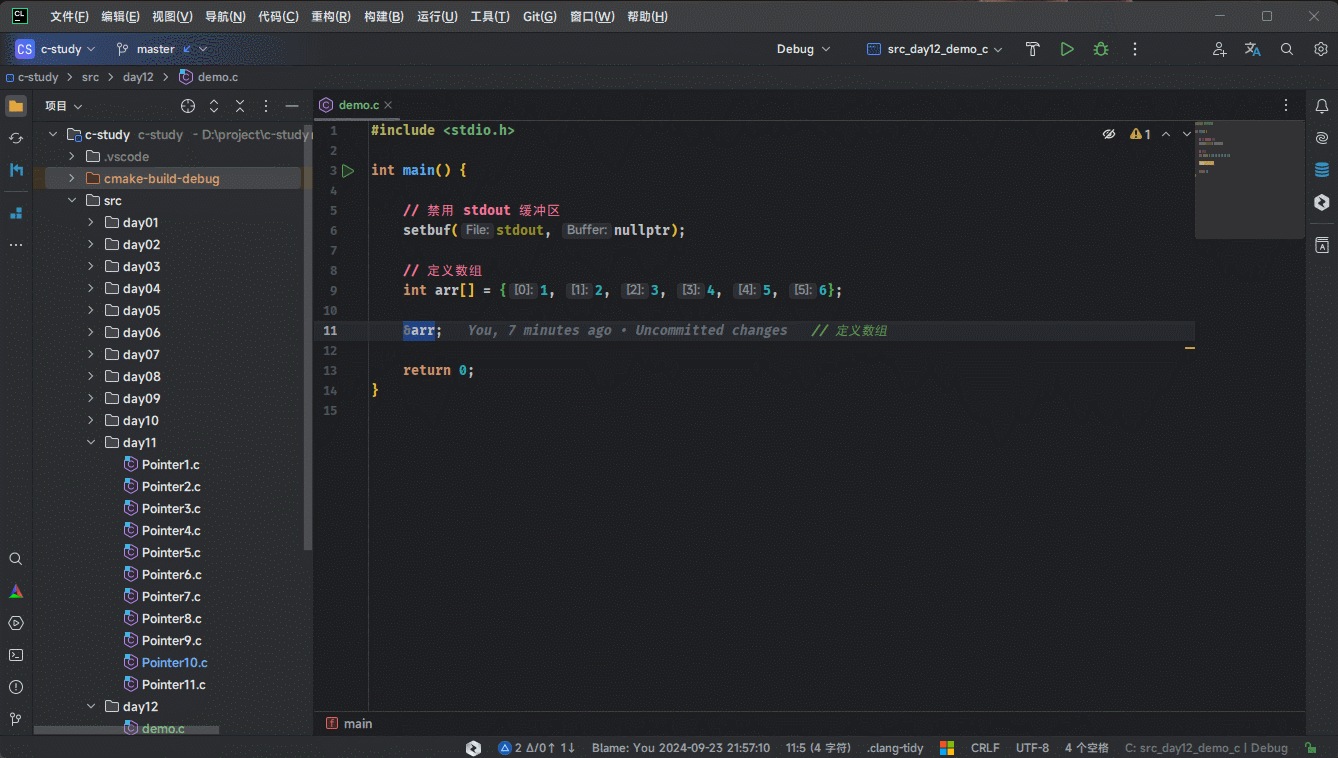 CL 文件(F) 编辑(E) 视图(V) 导航(N) 代码(C) 重构(R) 构建(B) 运行(U) 工具(T) Git(G) 窗口(W) 帮助(H)
CS c-study master Debug src_day12_demo_c
c-study > src > day12 > demo.c
项目
c-study c-study - D:\project\c-study
.vscode
cmake-build-debug
src
day01
day02
day03
day04
day05
day06
day07
day08
day09
day10
day11
Pointer1.c
Pointer2.c
Pointer3.c
Pointer4.c
Pointer5.c
Pointer6.c
Pointer7.c
Pointer8.c
Pointer9.c
Pointer10.c
Pointer11.c
day12
demo.c
demo.c
1 #include <stdio.h>
2
3 int main() {
4
5 // 禁用 stdout 缓冲区
6 setbuf( File: stdout, Buffer: nullptr);
7
8 // 定义数组
9 int arr[] = { [0]: 1, [1]: 2, [2]: 3, [3]: 4, [4]: 5, [5]: 6};
10
11 &arr; You, 7 minutes ago • Uncommitted changes // 定义数组
12
13 return 0;
14 }
15
1
main
2 Δ/0↑ 1↓ Blame: You 2024-09-23 21:57:10 11:5 (4 字符) .clang-tidy CRLF UTF-8 4 个空格 C: src_day12_demo_c | Debug